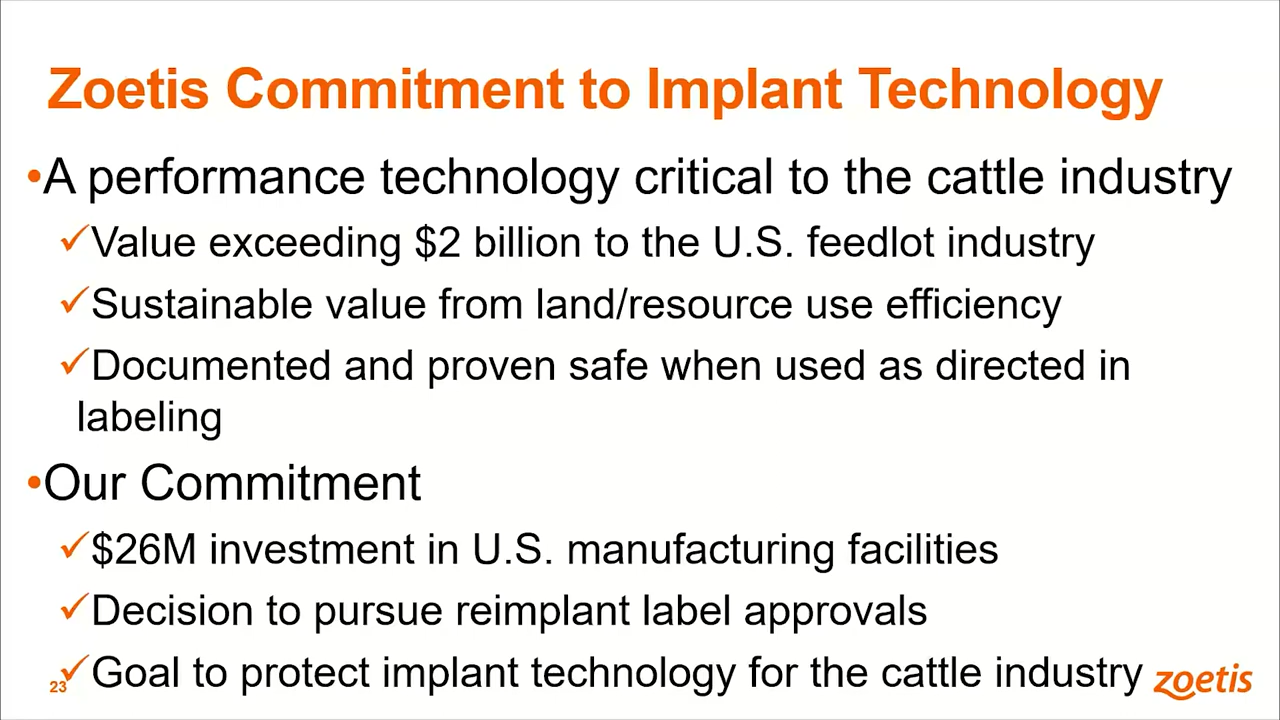 Zoetis Commitment to Implant Technology
•A performance technology critical to the cattle industry
✓Value exceeding $2 billion to the U.S. feedlot industry
✓Sustainable value from land/resource use efficiency
✓Documented and proven safe when used as directed in
labeling
•Our Commitment
✓$26M investment in U.S. manufacturing facilities
✓Decision to pursue reimplant label approvals
✓Goal to protect implant technology for the cattle industry
23
zoetis